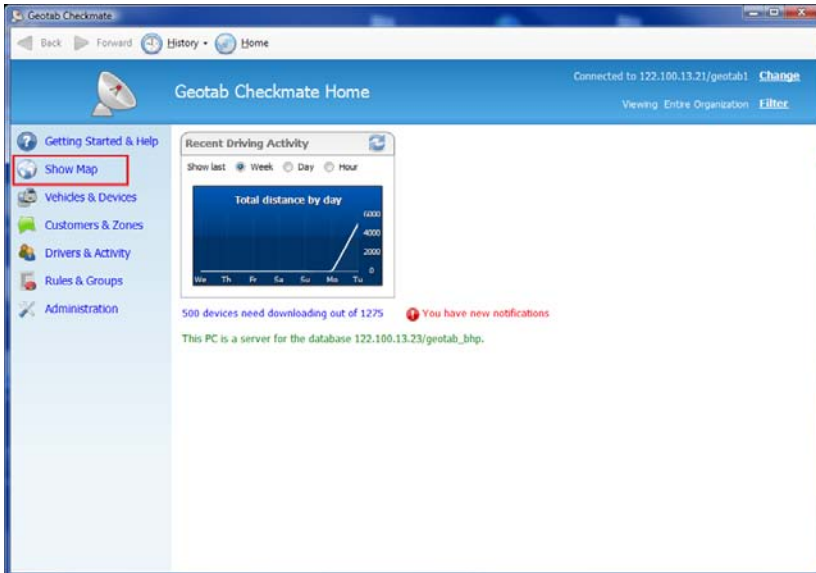 Geotab Checkmate
Back Forward History Home
Geotab Checkmate Home
Connected to 122.100.13.21/geotab1 Change
Viewing Entire Organization Filter
Getting Started & Help
Show Map
Vehicles & Devices
Customers & Zones
Drivers & Activity
Rules & Groups
Administration
Recent Driving Activity
Show last Week Day Hour
Total distance by day
6000
4000
2000
0
We Th Fr Sa Su Mo Tu
500 devices need downloading out of 1275
You have new notifications
This PC is a server for the database 122.100.13.23/geotab_bhp.